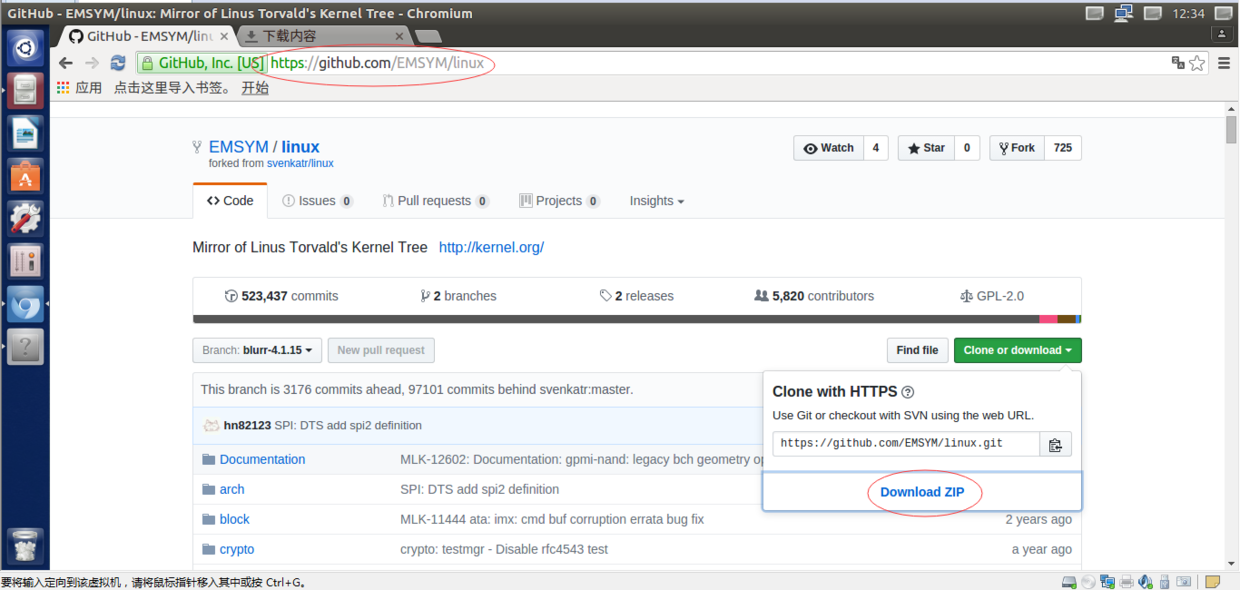 GitHub - EMSYM/linux: Mirror of Linus Torvald's Kernel Tree - Chromium 12:34
GitHub - EMSYM/linu × 下载内容 ×
GitHub, Inc. [US] https://github.com/EMSYM/linux
应用 点击这里导入书签。 开始
EMSYM / linux Watch 4 Star 0 Fork 725
forked from svenkatr/linux
Code Issues 0 Pull requests 0 Projects 0 Insights
Mirror of Linus Torvald's Kernel Tree http://kernel.org/
523,437 commits 2 branches 2 releases 5,820 contributors GPL-2.0
Branch: blurr-4.1.15 New pull request Find file Clone or download
This branch is 3176 commits ahead, 97101 commits behind svenkatr:master.
Clone with HTTPS ?
Use Git or checkout with SVN using the web URL.
hn82123 SPI: DTS add spi2 definition
https://github.com/EMSYM/linux.git
Documentation MLK-12602: Documentation: gpmi-nand: legacy bch geometry op
Download ZIP
arch SPI: DTS add spi2 definition
block MLK-11444 ata: imx: cmd buf corruption errata bug fix 2 years ago
crypto crypto: testmgr - Disable rfc4543 test a year ago
要将输入定向到该虚拟机，请将鼠标指针移入其中或按 Ctrl+G。